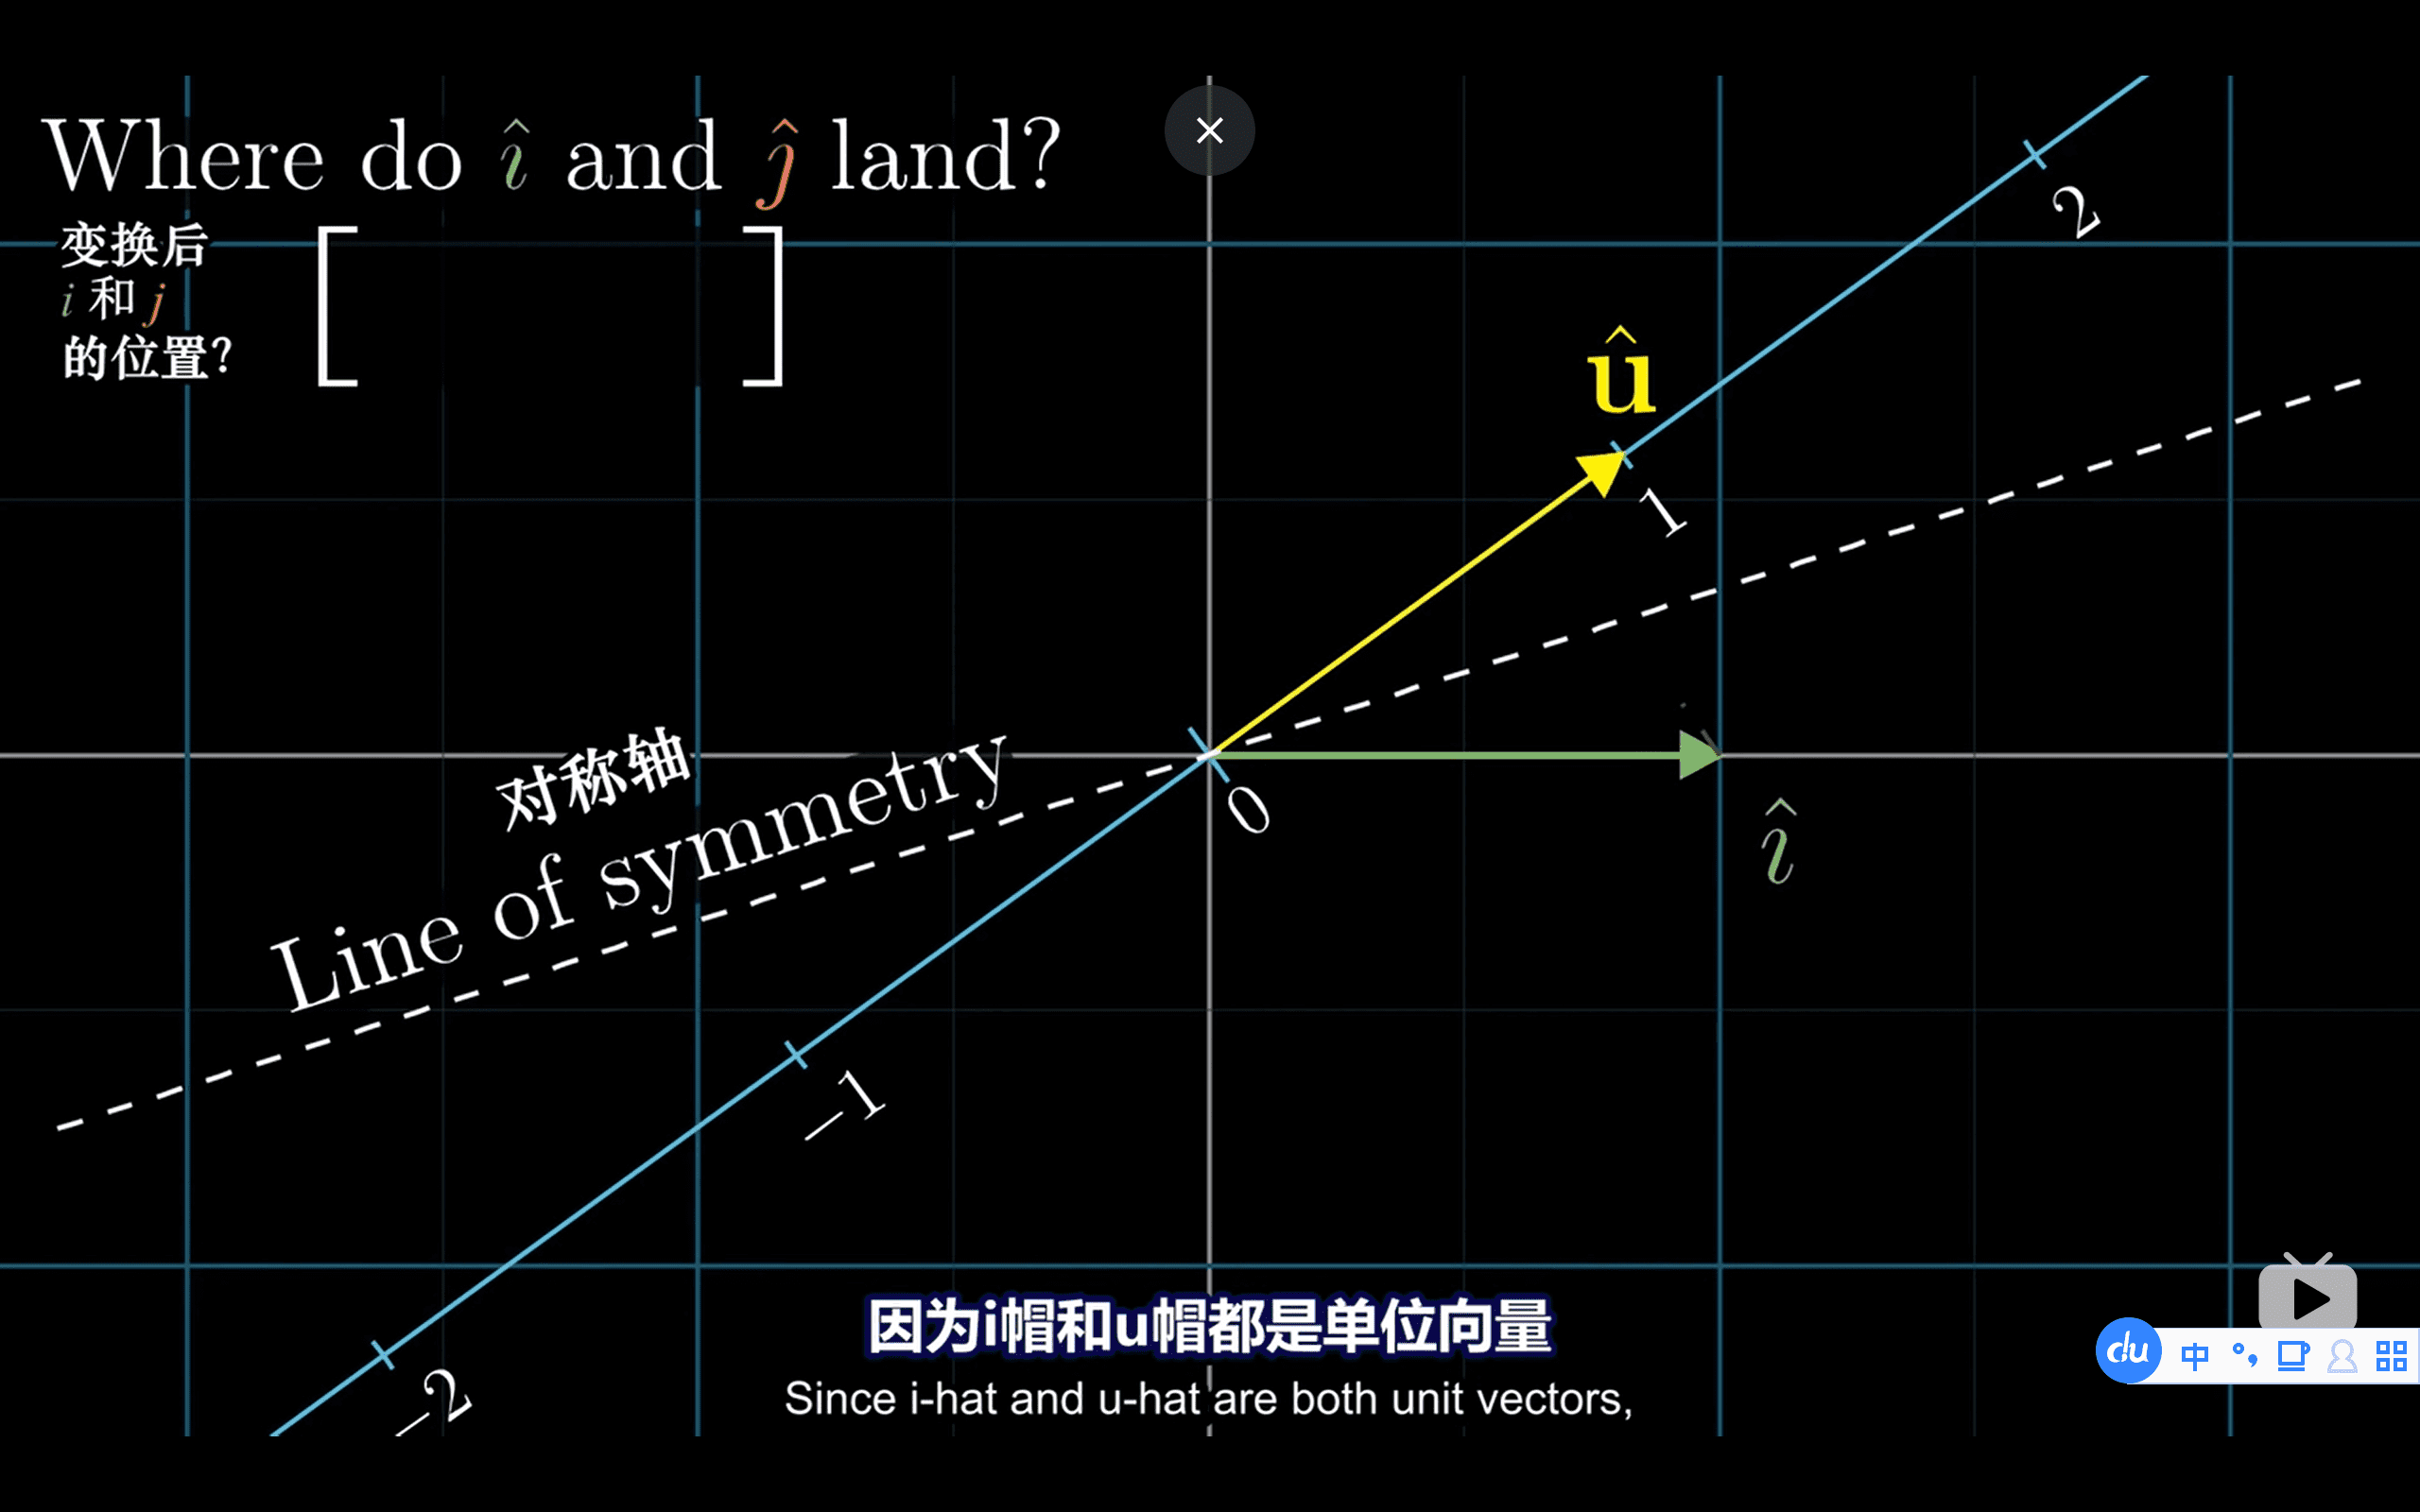 Where do î and ĵ land?
变换后
i 和 j
的位置?
2
û
1
对称轴
Line of symmetry
0
î
−1
−2
因为i帽和u帽都是单位向量
Since i-hat and u-hat are both unit vectors,
du 中